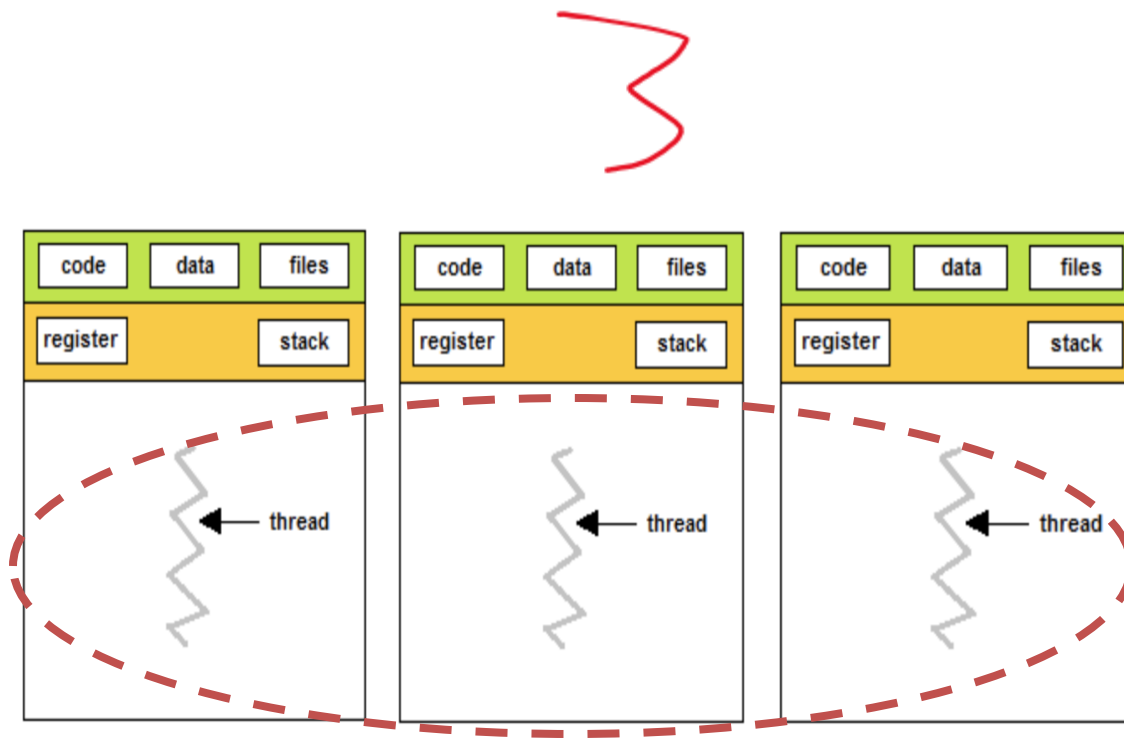 3
code data files code data files code data files
register stack register stack register stack
thread thread thread